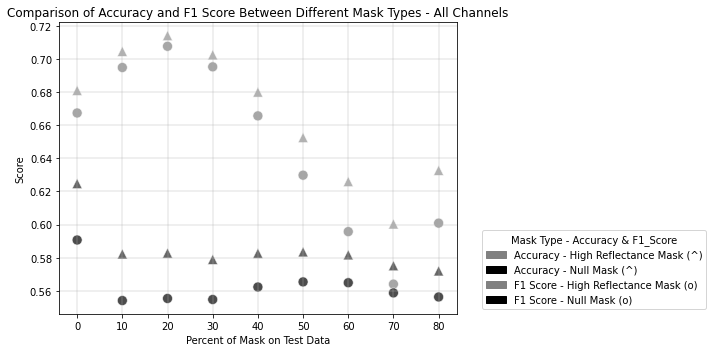 Comparison of Accuracy and F1 Score Between Different Mask Types - All Channels
0.72
0.70
0.68
0.66
0.64
0.62
0.60
0.58
0.56
Score
0 10 20 30 40 50 60 70 80
Percent of Mask on Test Data
Mask Type - Accuracy & F1_Score
Accuracy - High Reflectance Mask (^)
Accuracy - Null Mask (^)
F1 Score - High Reflectance Mask (o)
F1 Score - Null Mask (o)